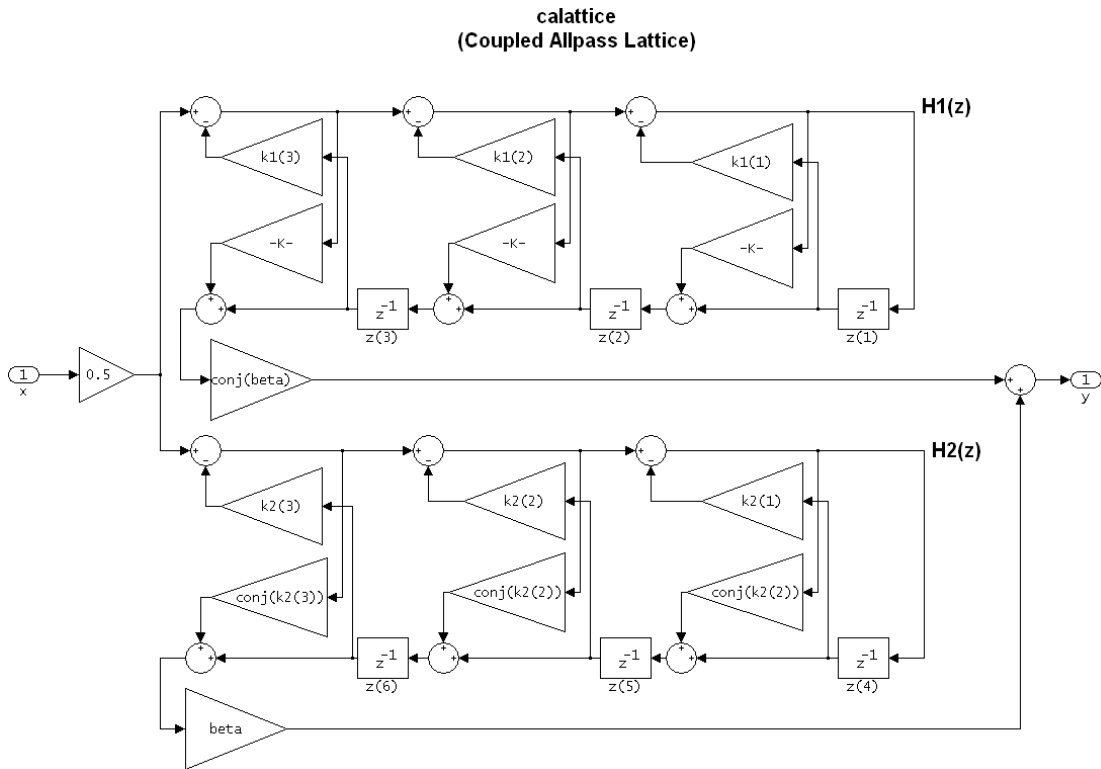 calattice
(Coupled Allpass Lattice)
H1(z)
+
−
+
−
+
−
k1(3)
k1(2)
k1(1)
-K-
-K-
-K-
+
+
z-1
+
+
z-1
+
+
z-1
z(3)
z(2)
z(1)
1
x
0.5
conj(beta)
+
+
1
y
H2(z)
+
−
+
−
+
−
k2(3)
k2(2)
k2(1)
conj(k2(3))
conj(k2(2))
conj(k2(2))
+
+
z-1
+
+
z-1
+
+
z-1
z(6)
z(5)
z(4)
beta